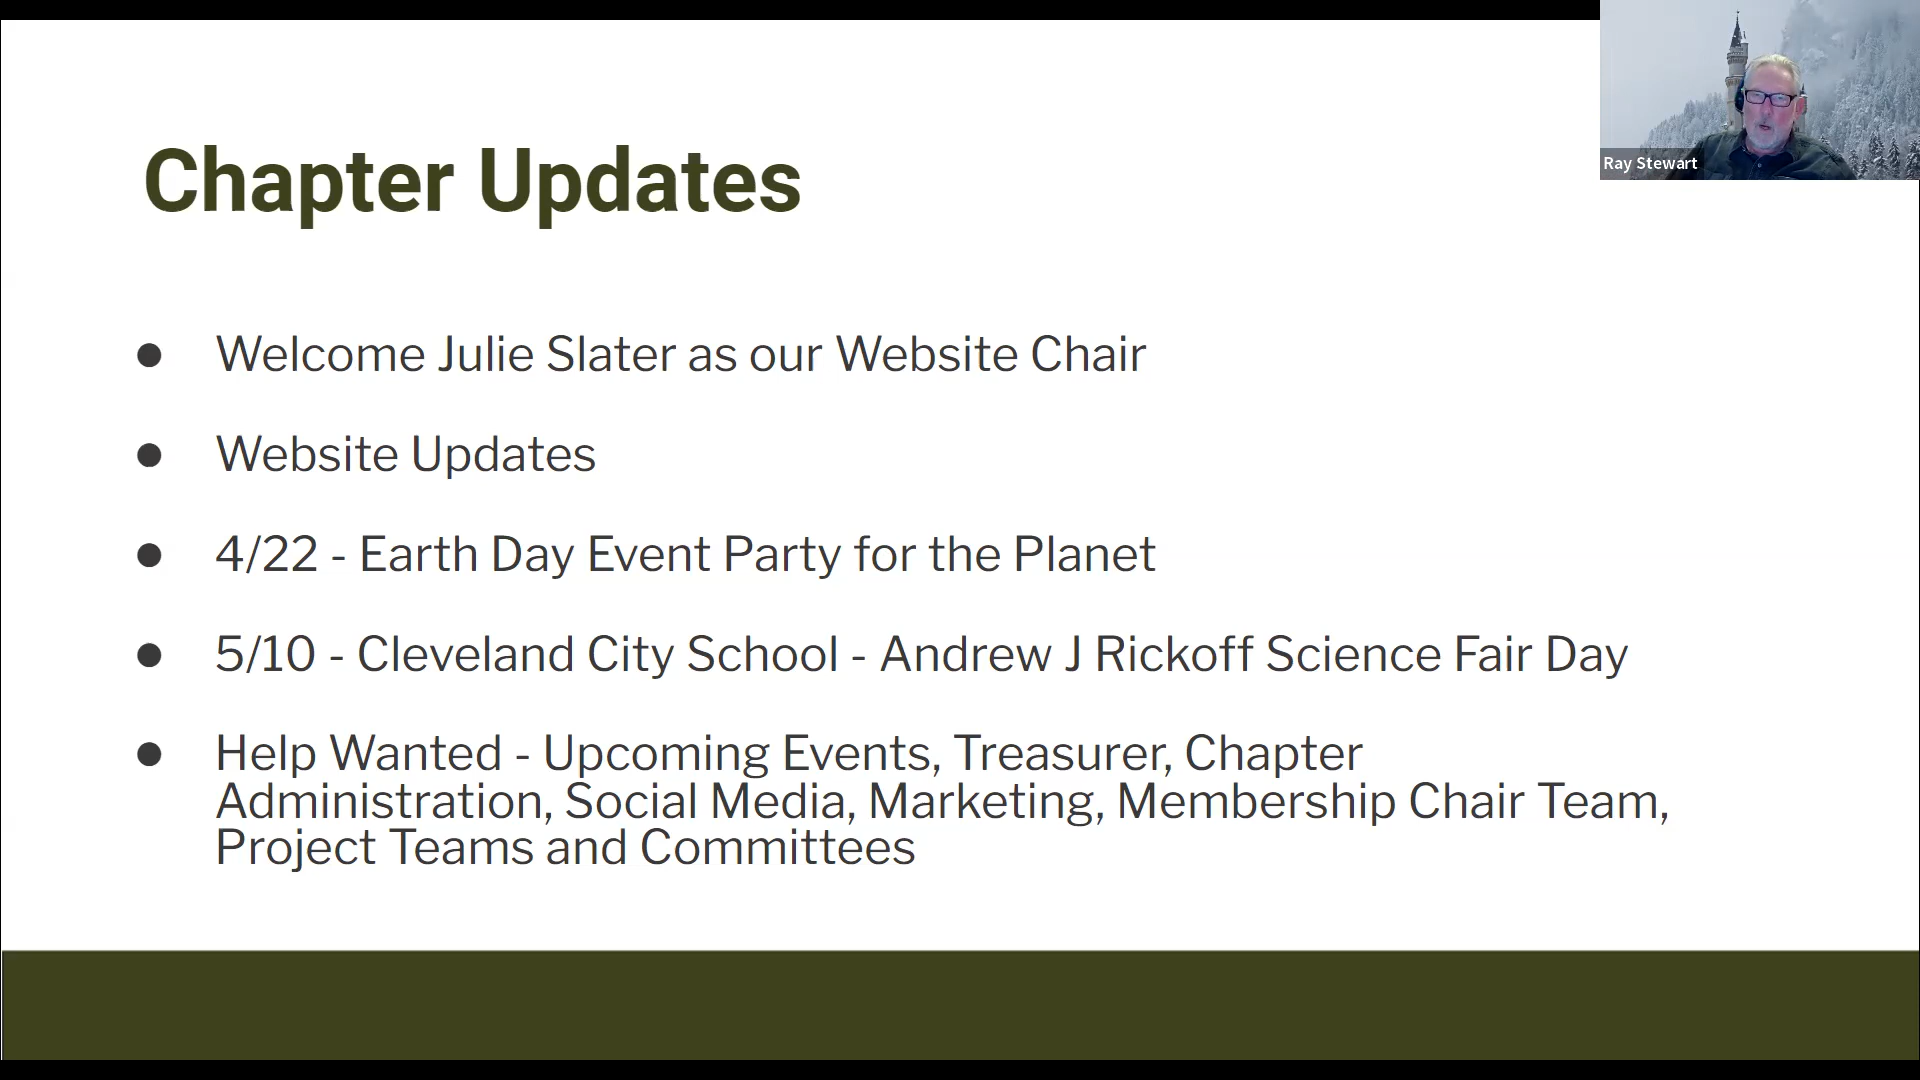 Chapter Updates
Ray Stewart
● Welcome Julie Slater as our Website Chair
● Website Updates
● 4/22 - Earth Day Event Party for the Planet
● 5/10 - Cleveland City School - Andrew J Rickoff Science Fair Day
● Help Wanted - Upcoming Events, Treasurer, Chapter
Administration, Social Media, Marketing, Membership Chair Team,
Project Teams and Committees